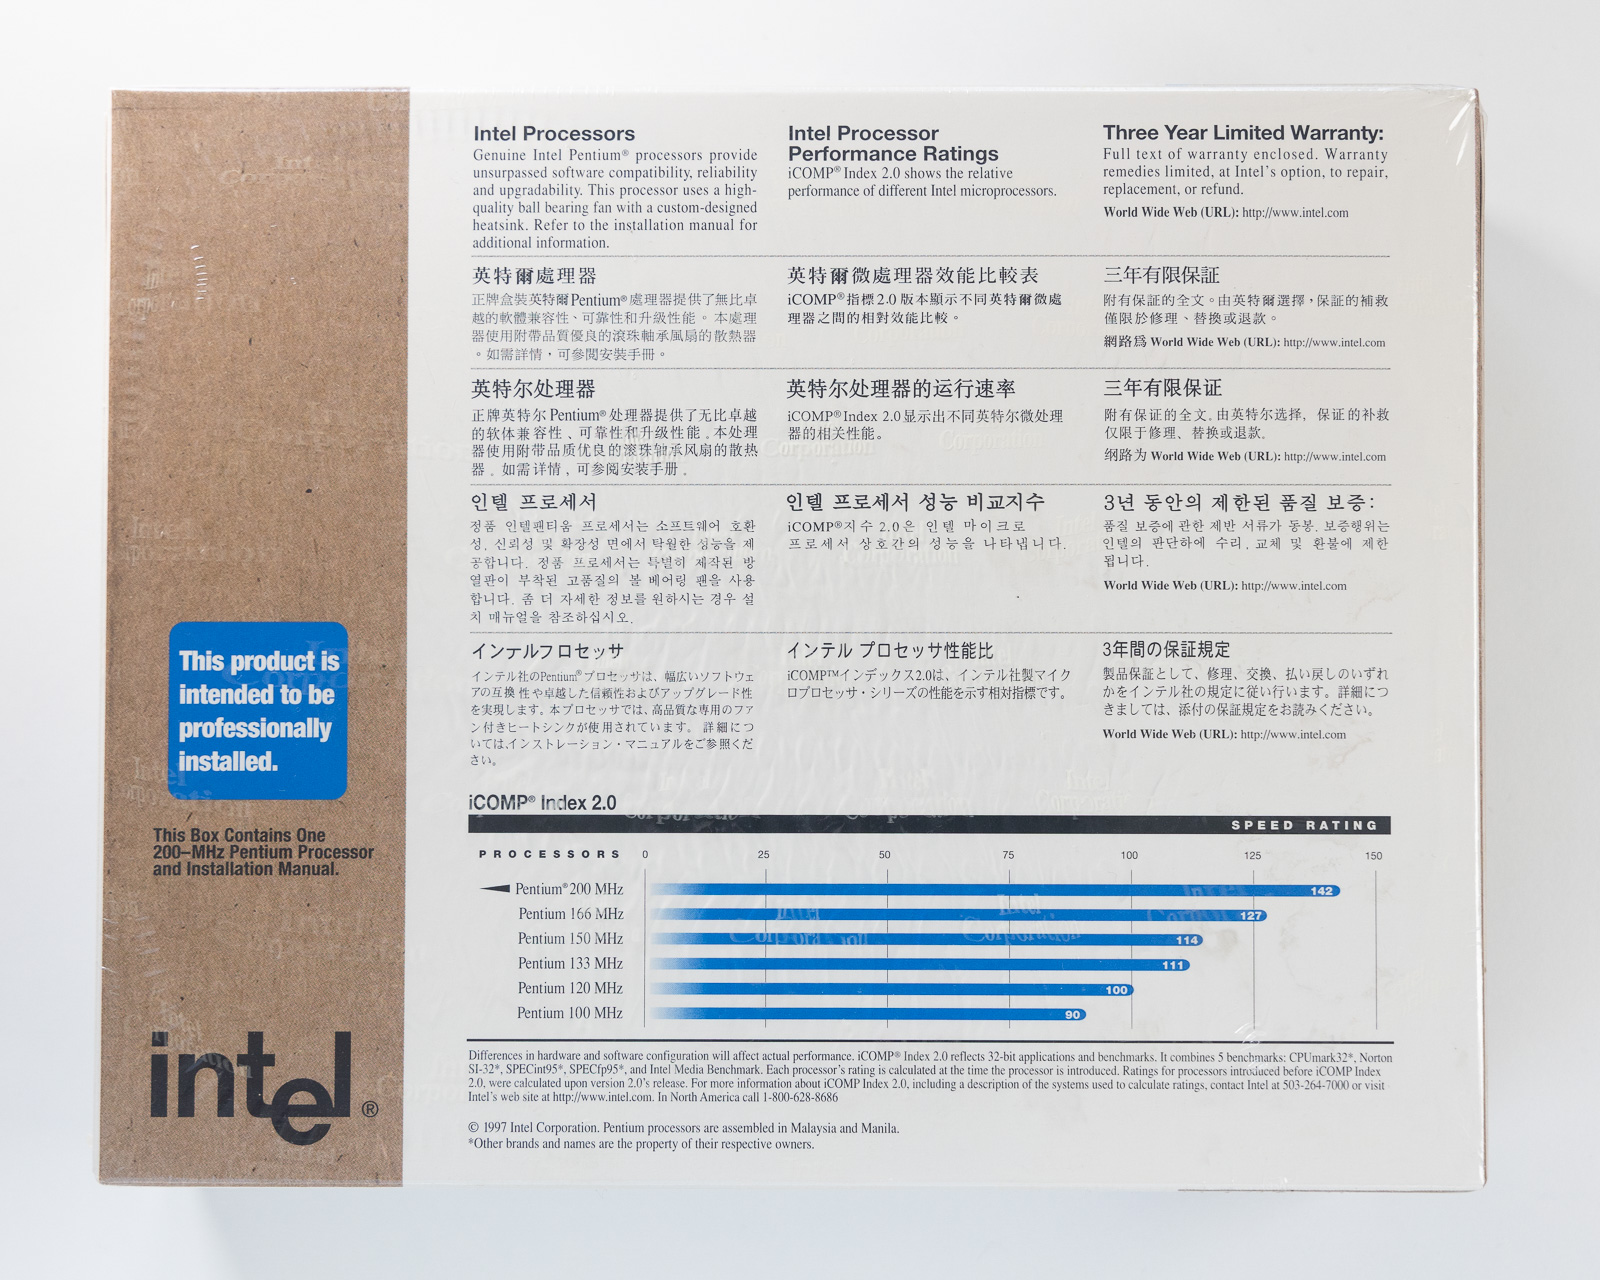 Intel Processors
Genuine Intel Pentium® processors provide
unsurpassed software compatibility, reliability
and upgradability. This processor uses a high-
quality ball bearing fan with a custom-designed
heatsink. Refer to the installation manual for
additional information.
Intel Processor
Performance Ratings
iCOMP® Index 2.0 shows the relative
performance of different Intel microprocessors.
Three Year Limited Warranty:
Full text of warranty enclosed. Warranty
remedies limited, at Intel's option, to repair,
replacement, or refund.
World Wide Web (URL): http://www.intel.com
英特爾處理器
正牌盒裝英特爾Pentium®處理器提供了無比卓
越的軟體兼容性、可靠性和升級性能。本處理
器使用附帶品質優良的滾珠軸承風扇的散熱器
。如需詳情，可參閱安裝手冊。
英特爾微處理器效能比較表
iCOMP®指標2.0版本顯示不同英特爾微處
理器之間的相對效能比較。
三年有限保証
附有保証的全文。由英特爾選擇，保証的補救
僅限於修理、替換或退款。
網路爲 World Wide Web (URL): http://www.intel.com
英特尔处理器
正牌英特尔 Pentium® 处理器提供了无比卓越
的软体兼容性、可靠性和升级性能。本处理
器使用附带品质优良的滚珠轴承风扇的散热
器。如需详情，可参阅安装手册。
英特尔处理器的运行速率
iCOMP®Index 2.0显示出不同英特尔微处理
器的相关性能。
三年有限保证
附有保证的全文。由英特尔选择，保证的补救
仅限于修理、替换或退款。
网路为 World Wide Web (URL): http://www.intel.com
인텔 프로세서
정품 인텔팬티움 프로세서는 소프트웨어 호환
성, 신뢰성 및 확장성 면에서 탁월한 성능을 제
공합니다. 정품 프로세서는 특별히 제작된 방
열판이 부착된 고품질의 볼 베어링 팬을 사용
합니다. 좀 더 자세한 정보를 원하시는 경우 설
치 매뉴얼을 참조하십시오.
인텔 프로세서 성능 비교지수
iCOMP®지수 2.0은 인텔 마이크로
프로세서 상호간의 성능을 나타냅니다.
3년 동안의 제한된 품질 보증:
품질 보증에 관한 제반 서류가 동봉. 보증행위는
인텔의 판단하에 수리, 교체 및 환불에 제한
됩니다.
World Wide Web (URL): http://www.intel.com
インテルプロセッサ
インテル社のPentium®プロセッサは、幅広いソフトウェ
アの互換性や卓越した信頼性およびアップグレード性
を実現します。本プロセッサでは、高品質な専用のファ
ン付きヒートシンクが使用されています。 詳細につ
いては、インストレーション・マニュアルをご参照くだ
さい。
インテル プロセッサ性能比
iCOMP™インデックス2.0は、インテル社製マイク
ロプロセッサ・シリーズの性能を示す相対指標です。
3年間の保証規定
製品保証として、修理、交換、払い戻しのいずれ
かをインテル社の規定に従い行います。詳細につ
きましては、添付の保証規定をお読みください。
World Wide Web (URL): http://www.intel.com
This product is
intended to be
professionally
installed.
This Box Contains One
200–MHz Pentium Processor
and Installation Manual.
intel®
iCOMP® Index 2.0
SPEED RATING
PROCESSORS 0 25 50 75 100 125 150
Pentium® 200 MHz 142
Pentium 166 MHz 127
Pentium 150 MHz 114
Pentium 133 MHz 111
Pentium 120 MHz 100
Pentium 100 MHz 90
Differences in hardware and software configuration will affect actual performance. iCOMP® Index 2.0 reflects 32-bit applications and benchmarks. It combines 5 benchmarks: CPUmark32*, Norton
SI-32*, SPECint95*, SPECfp95*, and Intel Media Benchmark. Each processor's rating is calculated at the time the processor is introduced. Ratings for processors introduced before iCOMP Index
2.0, were calculated upon version 2.0's release. For more information about iCOMP Index 2.0, including a description of the systems used to calculate ratings, contact Intel at 503-264-7000 or visit
Intel's web site at http://www.intel.com. In North America call 1-800-628-8686
© 1997 Intel Corporation. Pentium processors are assembled in Malaysia and Manila.
*Other brands and names are the property of their respective owners.